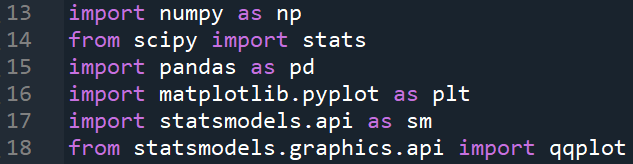 13 import numpy as np
14 from scipy import stats
15 import pandas as pd
16 import matplotlib.pyplot as plt
17 import statsmodels.api as sm
18 from statsmodels.graphics.api import qqplot